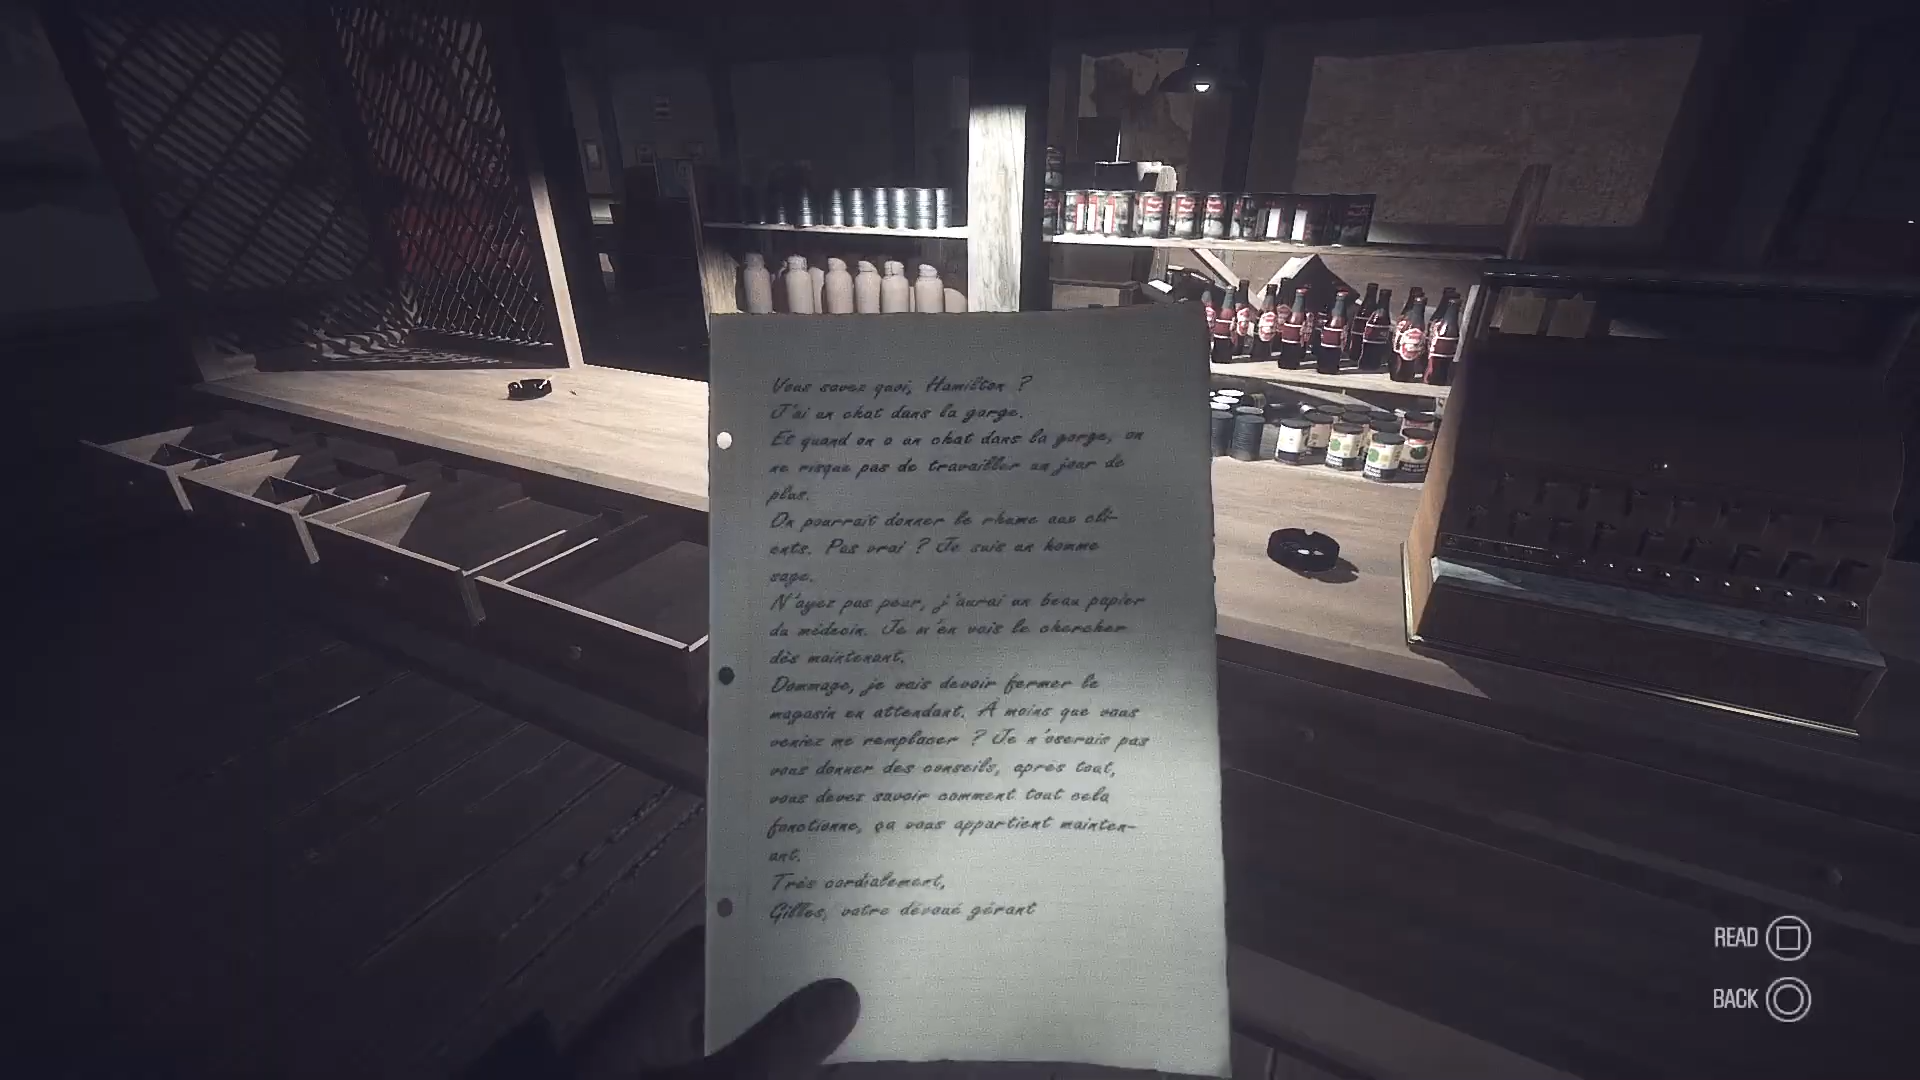 Vous savez quoi, Hamilton ?
J'ai un chat dans la gorge.
Et quand on a un chat dans la gorge, on
ne risque pas de travailler un jour de
plus.
On pourrait donner le rhume aux cli-
ents. Pas vrai ? Je suis un homme
sage.
N'ayez pas peur, j'aurai un beau papier
du médecin. Je m'en vais le chercher
dès maintenant.
Dommage, je vais devoir fermer le
magasin en attendant. À moins que vous
veniez me remplacer ? Je n'oserais pas
vous donner des conseils, après tout,
vous devez savoir comment tout cela
fonctionne, ça vous appartient mainten-
ant.
Très cordialement,
Gilles, votre dévoué gérant
READ
BACK